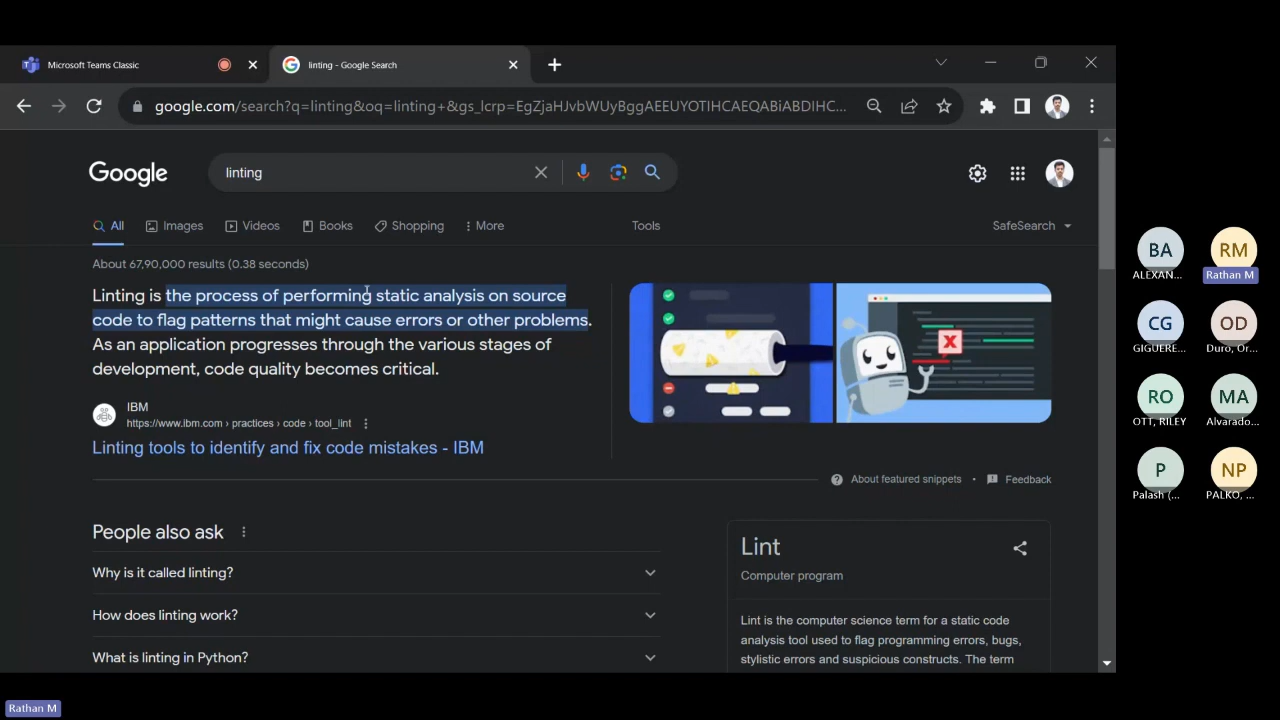 Microsoft Teams Classic
linting - Google Search
google.com/search?q=linting&oq=linting+&gs_lcrp=EgZjaHJvbWUyBggAEEUYOTIHCAEQABiABDIHC...
Google
linting
All
Images
Videos
Books
Shopping
More
Tools
SafeSearch
About 67,90,000 results (0.38 seconds)
Linting is the process of performing static analysis on source
code to flag patterns that might cause errors or other problems.
As an application progresses through the various stages of
development, code quality becomes critical.
IBM
https://www.ibm.com › practices › code › tool_lint
Linting tools to identify and fix code mistakes - IBM
About featured snippets • Feedback
People also ask
Why is it called linting?
How does linting work?
What is linting in Python?
Lint
Computer program
Lint is the computer science term for a static code
analysis tool used to flag programming errors, bugs,
stylistic errors and suspicious constructs. The term
BA
ALEXAN...
RM
Rathan M
CG
GIGUERE...
OD
Duro, Or...
RO
OTT, RILEY
MA
Alvarado...
P
Palash (...
NP
PALKO, ...
Rathan M